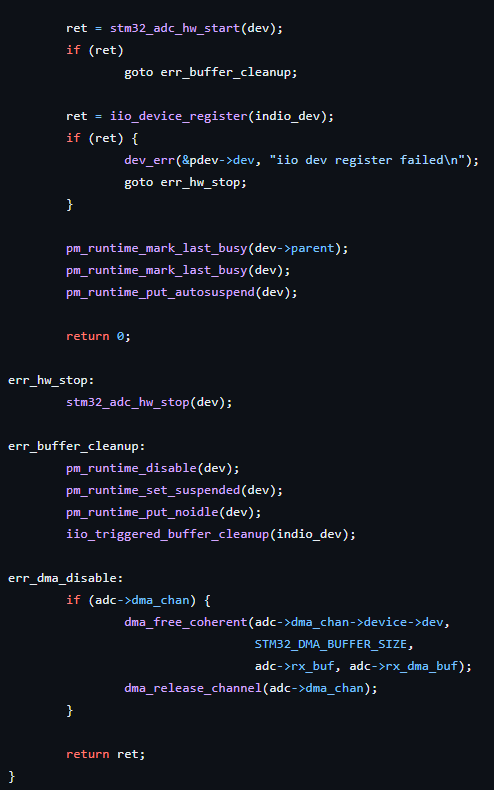 ret = stm32_adc_hw_start(dev);
if (ret)
goto err_buffer_cleanup;
ret = iio_device_register(indio_dev);
if (ret) {
dev_err(&pdev->dev, "iio dev register failed\n");
goto err_hw_stop;
}
pm_runtime_mark_last_busy(dev->parent);
pm_runtime_mark_last_busy(dev);
pm_runtime_put_autosuspend(dev);
return 0;
err_hw_stop:
stm32_adc_hw_stop(dev);
err_buffer_cleanup:
pm_runtime_disable(dev);
pm_runtime_set_suspended(dev);
pm_runtime_put_noidle(dev);
iio_triggered_buffer_cleanup(indio_dev);
err_dma_disable:
if (adc->dma_chan) {
dma_free_coherent(adc->dma_chan->device->dev,
STM32_DMA_BUFFER_SIZE,
adc->rx_buf, adc->rx_dma_buf);
dma_release_channel(adc->dma_chan);
}
return ret;
}